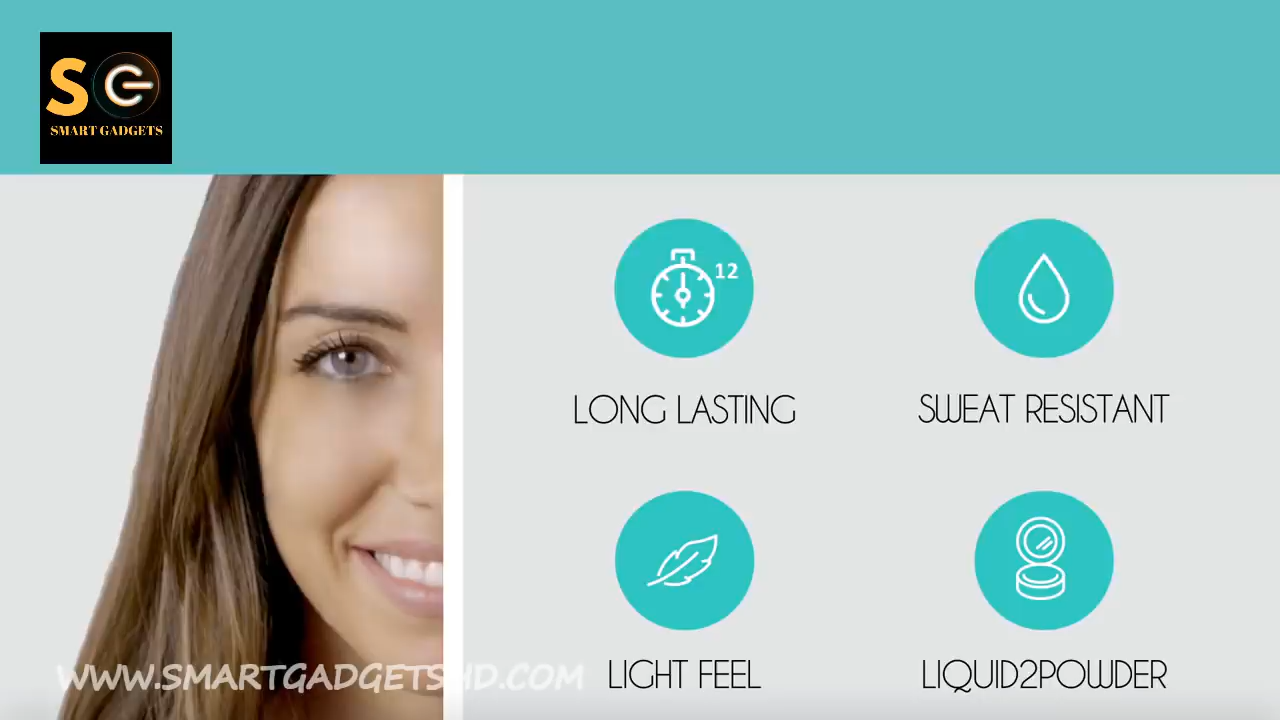 S G
SMART GADGETS
12
LONG LASTING
SWEAT RESISTANT
LIGHT FEEL
LIQUID2POWDER
WWW.SMARTGADGETSHD.COM